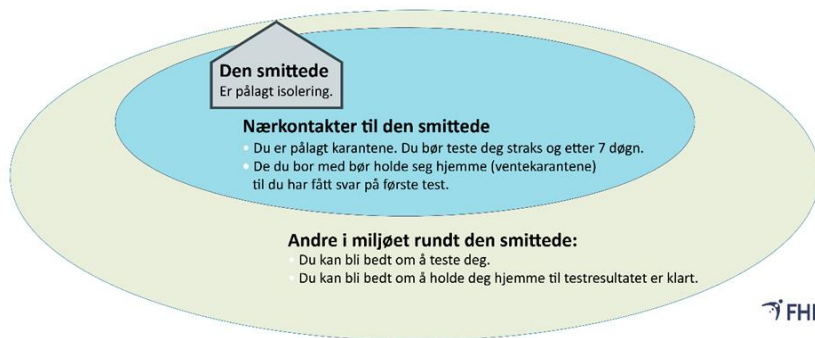 Den smittede
Er pålagt isolering.
Nærkontakter til den smittede
Du er pålagt karantene. Du bør teste deg straks og etter 7 døgn.
De du bor med bør holde seg hjemme (ventekarantene)
til du har fått svar på første test.
Andre i miljøet rundt den smittede:
Du kan bli bedt om å teste deg.
Du kan bli bedt om å holde deg hjemme til testresultatet er klart.
FHI